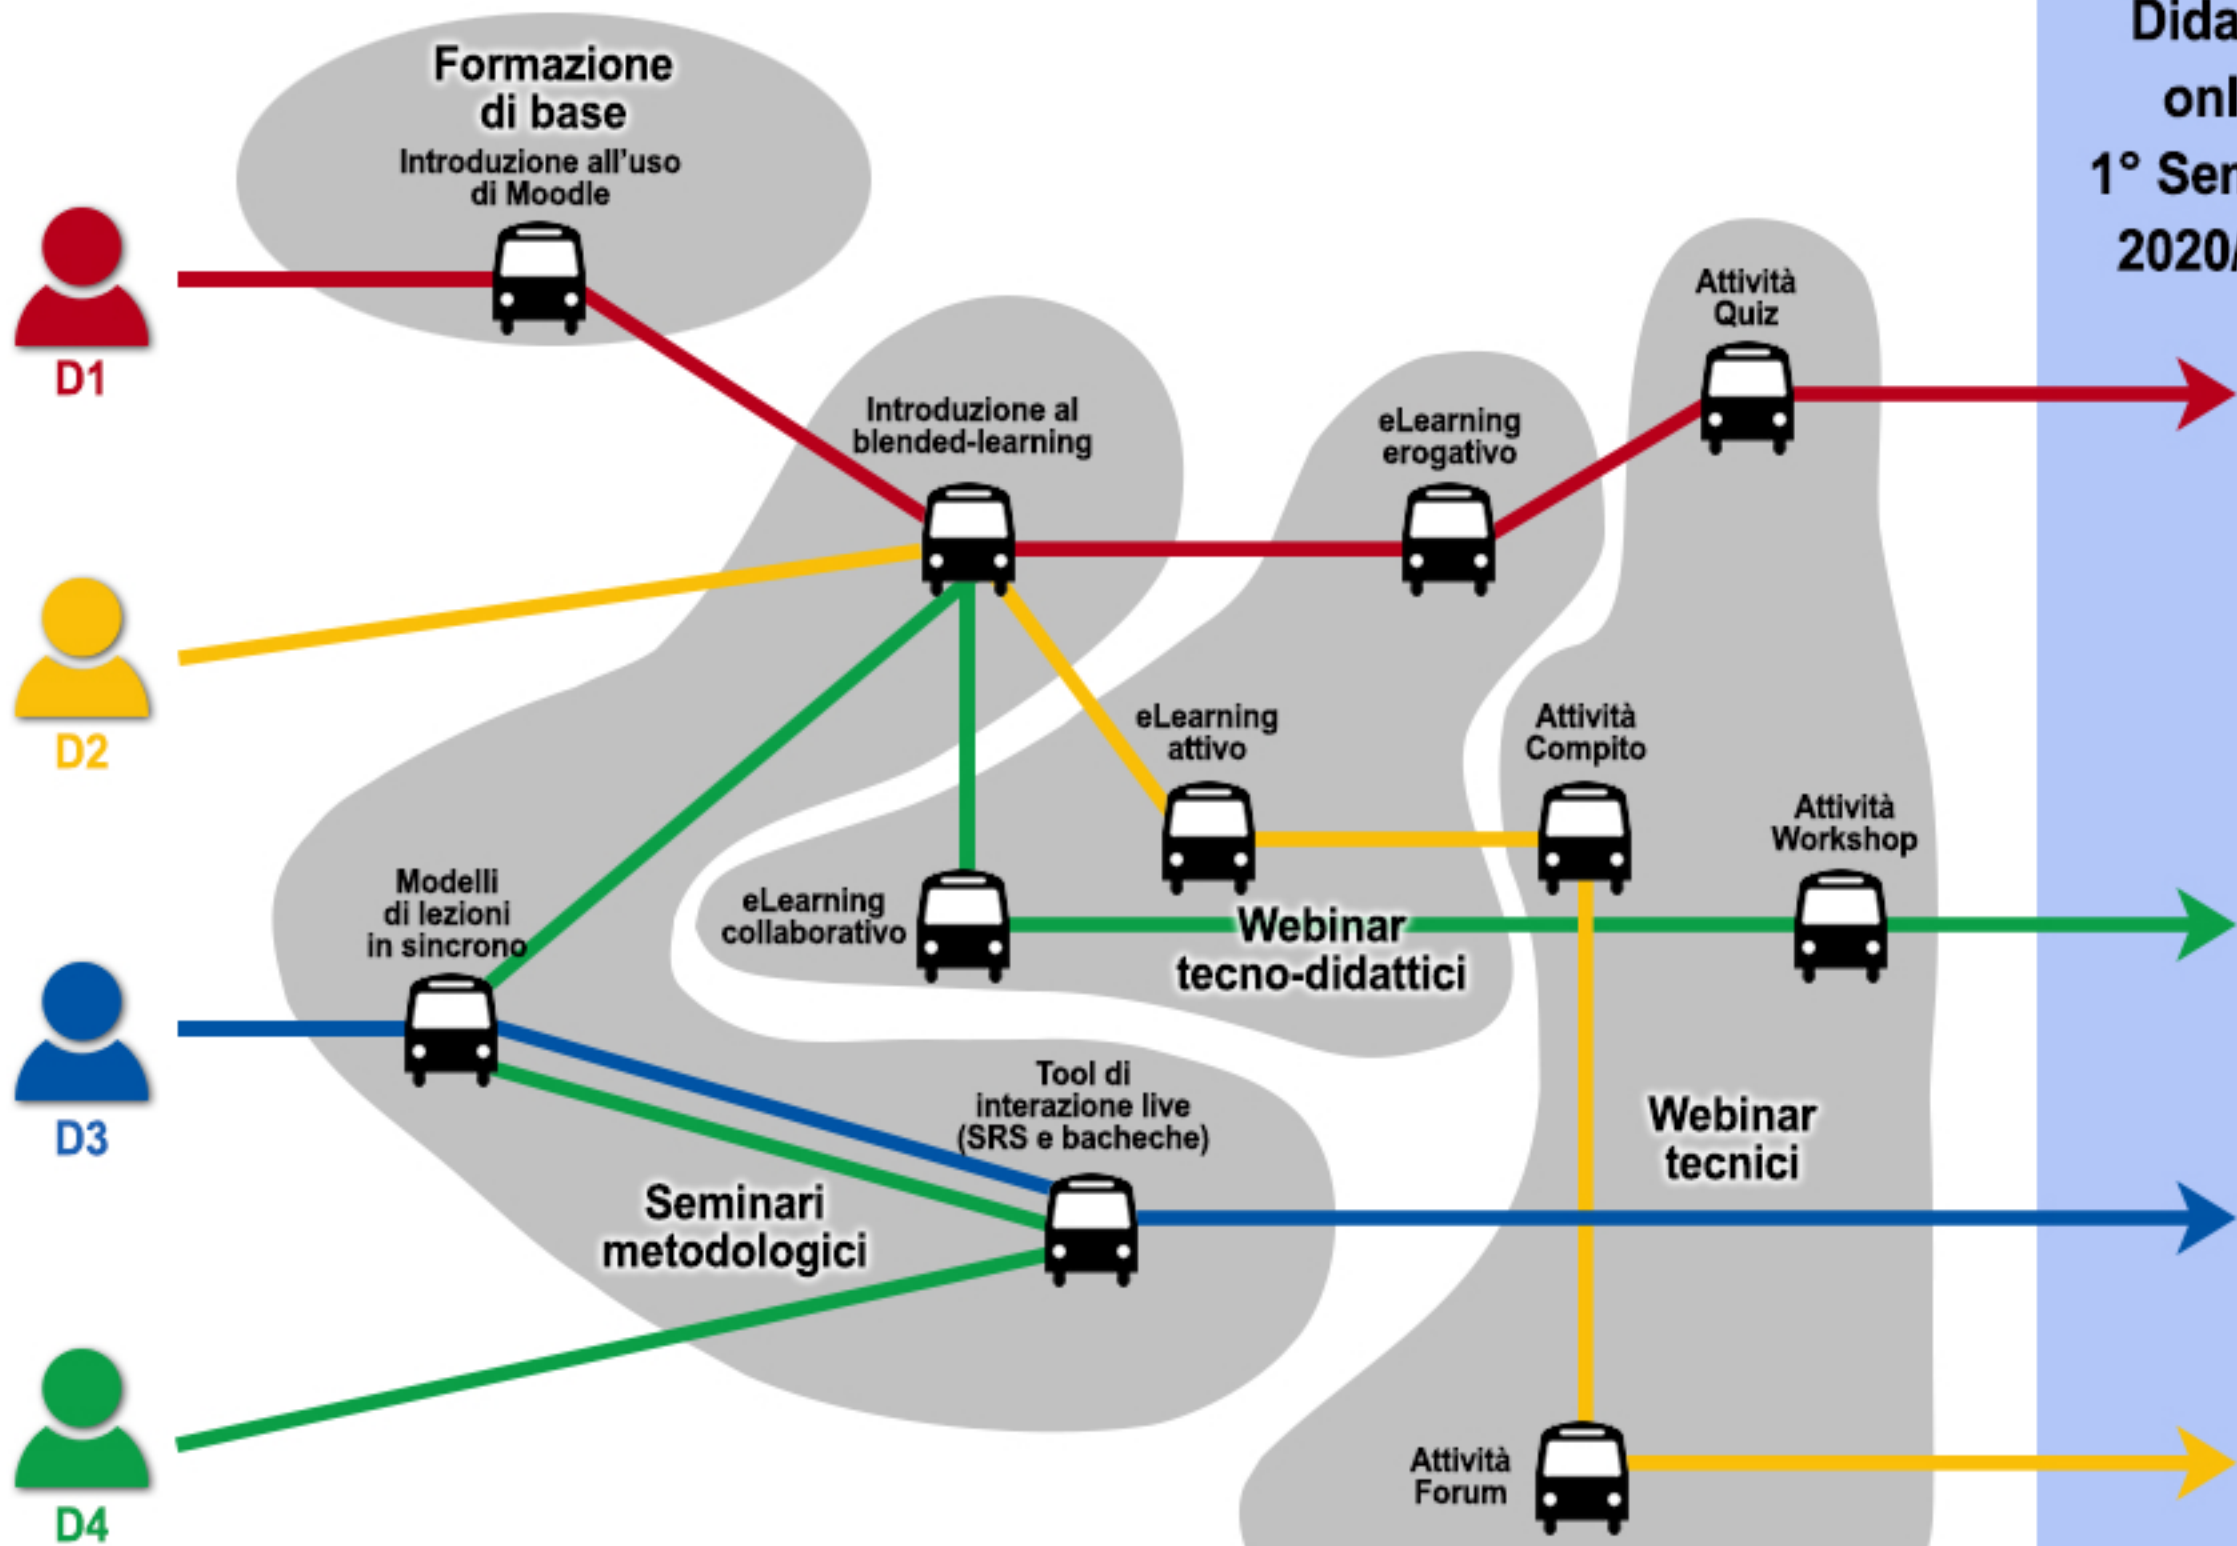 Formazione
di base
Introduzione all'uso
di Moodle
D1
D2
D3
D4
Introduzione al
blended-learning
eLearning
erogativo
Attività
Quiz
eLearning
attivo
Attività
Compito
Attività
Workshop
Modelli
di lezioni
in sincrono
eLearning
collaborativo
Webinar
tecno-didattici
Tool di
interazione live
(SRS e bacheche)
Seminari
metodologici
Webinar
tecnici
Attività
Forum
1°
2020/